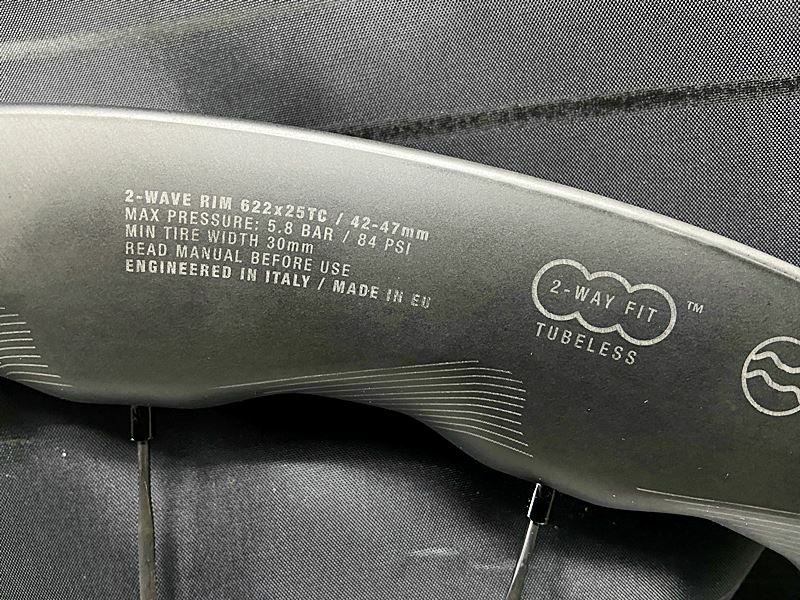 2-WAVE RIM 622x25TC / 42-47mm
MAX PRESSURE: 5.8 BAR / 84 PSI
MIN TIRE WIDTH 30mm
READ MANUAL BEFORE USE
ENGINEERED IN ITALY / MADE IN EU
2-WAY FIT ™
TUBELESS